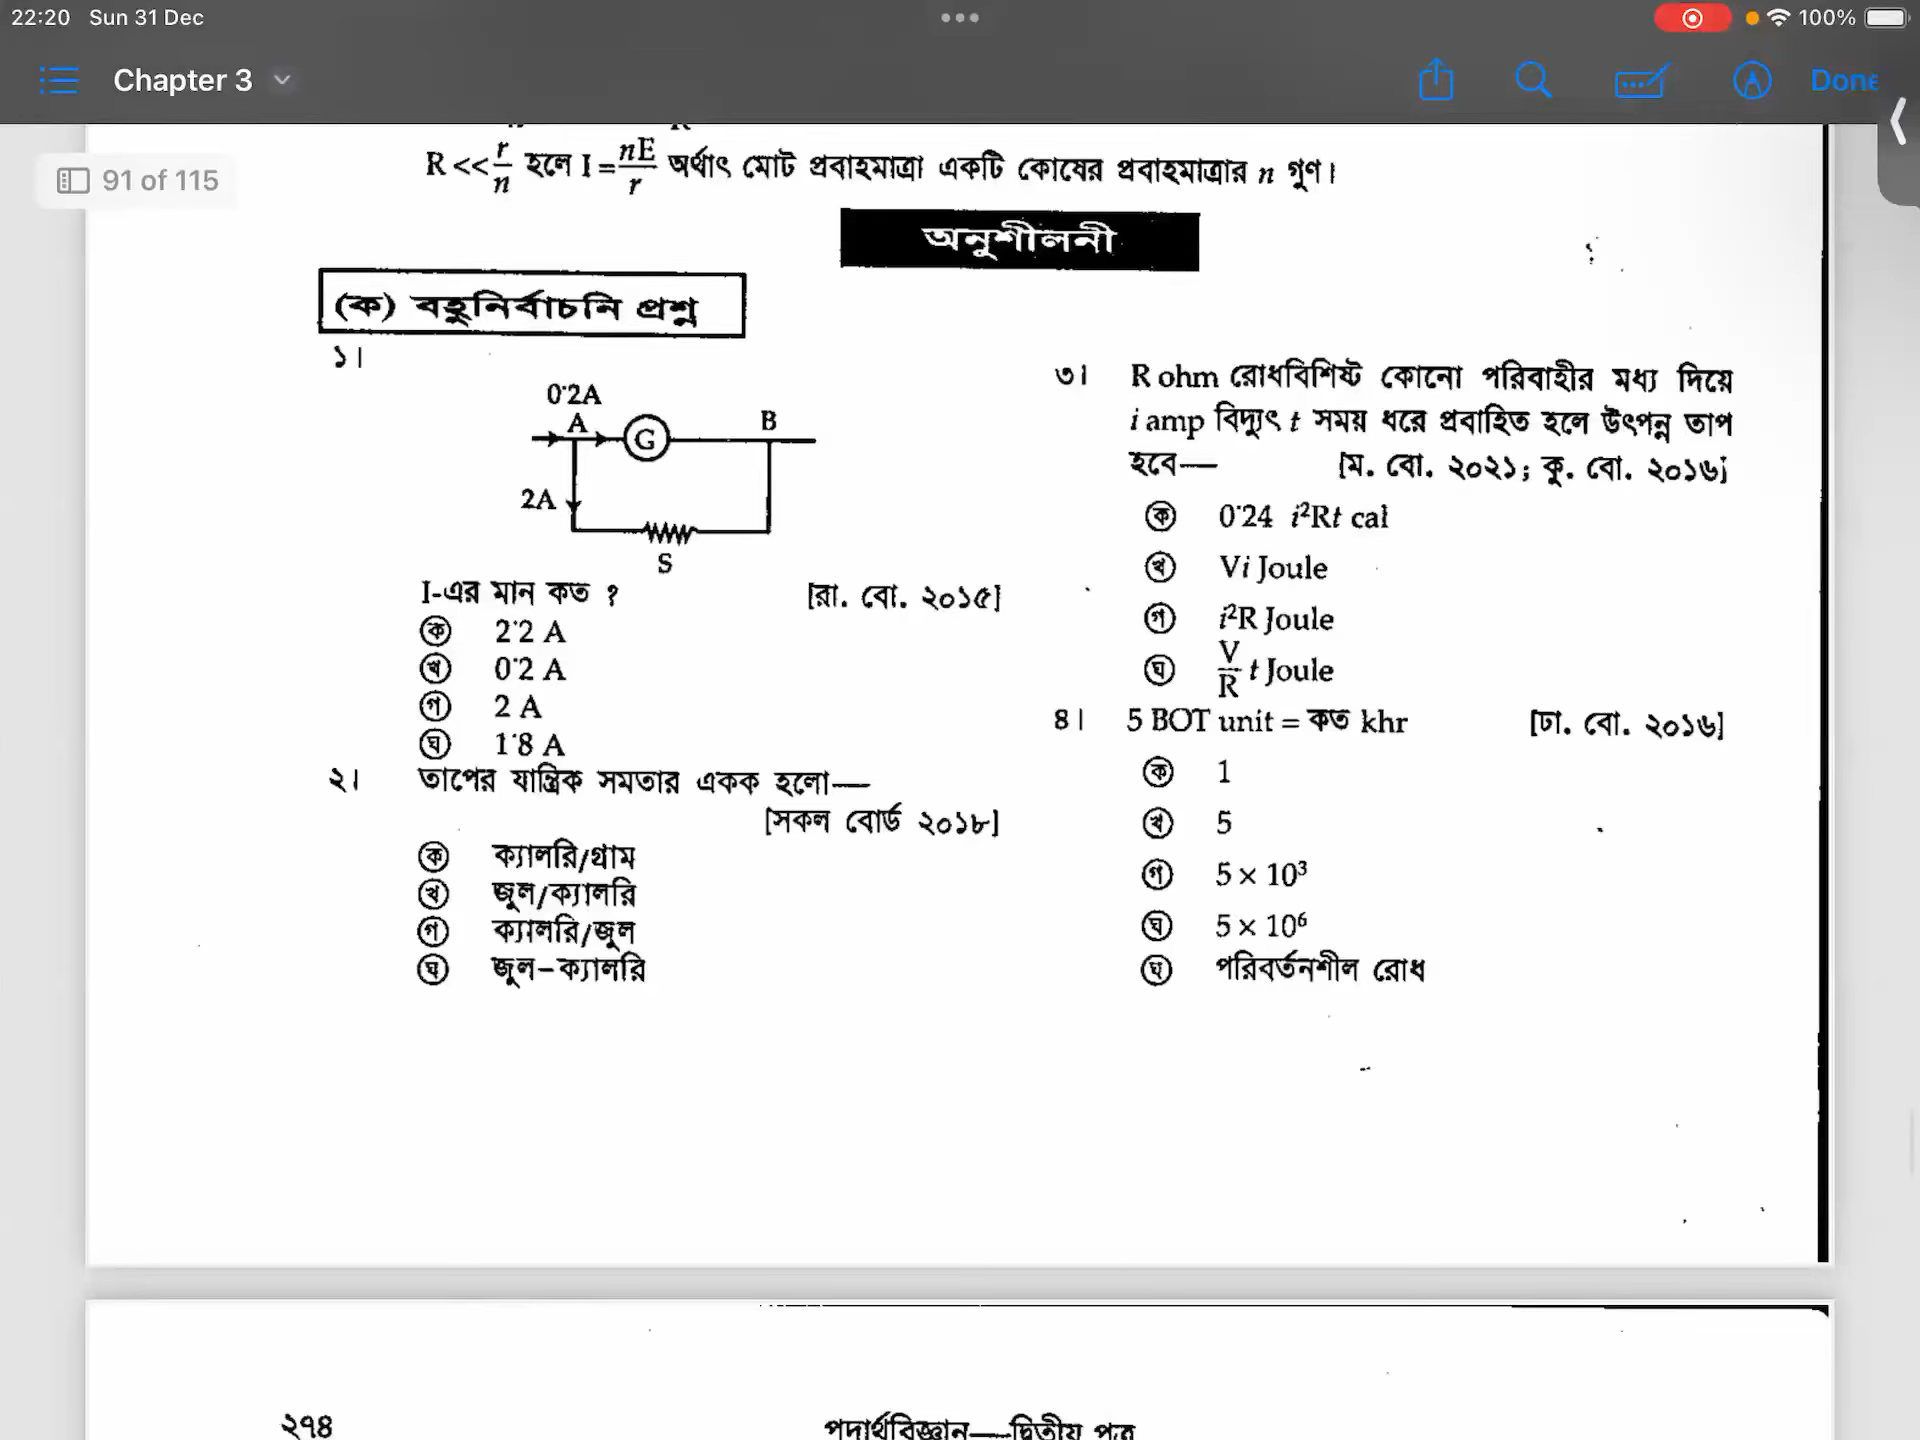 22:20 Sun 31 Dec
100%
Chapter 3
Done
91 of 115
R << r/n হলে I = nE/r অর্থাৎ মোট প্রবাহমাত্রা একটি কোষের প্রবাহমাত্রার n গুণ।
অনুশীলনী
(ক) বহুনির্বাচনি প্রশ্ন
১।
0·2A
A
G
B
2A
S
I-এর মান কত ? [রা. বো. ২০১৫]
ক 2·2 A
খ 0·2 A
গ 2 A
ঘ 1·8 A
২। তাপের যান্ত্রিক সমতার একক হলো—
[সকল বোর্ড ২০১৮]
ক ক্যালরি/গ্রাম
খ জুল/ক্যালরি
গ ক্যালরি/জুল
ঘ জুল–ক্যালরি
৩। R ohm রোধবিশিষ্ট কোনো পরিবাহীর মধ্য দিয়ে
i amp বিদ্যুৎ t সময় ধরে প্রবাহিত হলে উৎপন্ন তাপ
হবে— [ম. বো. ২০২১; কু. বো. ২০১৬]
ক 0·24 i²Rt cal
খ Vi Joule
গ i²R Joule
ঘ V/R t Joule
৪। 5 BOT unit = কত khr [ঢা. বো. ২০১৬]
ক 1
খ 5
গ 5 × 10³
ঘ 5 × 10⁶
ঘ পরিবর্তনশীল রোধ
২৭৪
পদার্থবিজ্ঞান—দ্বিতীয় পত্র